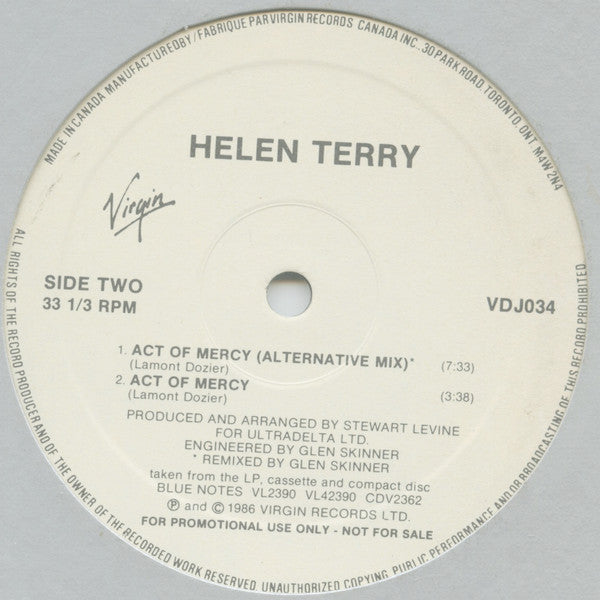 MADE IN CANADA MANUFACTURED BY / FABRIQUE PAR VIRGIN RECORDS CANADA INC., 30 PARK ROAD TORONTO, ONT M4W 2N4
HELEN TERRY
Virgin
SIDE TWO
33 1/3 RPM
VDJ034
1. ACT OF MERCY (ALTERNATIVE MIX)* (7:33)
(Lamont Dozier)
2. ACT OF MERCY (3:38)
(Lamont Dozier)
PRODUCED AND ARRANGED BY STEWART LEVINE
FOR ULTRADELTA LTD.
ENGINEERED BY GLEN SKINNER
* REMIXED BY GLEN SKINNER
taken from the LP, cassette and compact disc
BLUE NOTES VL2390 VL42390 CDV2362
℗ and © 1986 VIRGIN RECORDS LTD.
FOR PROMOTIONAL USE ONLY - NOT FOR SALE
ALL RIGHTS OF THE RECORD PRODUCER AND OF THE OWNER OF THE RECORDED WORK RESERVED. UNAUTHORIZED COPYING, PUBLIC PERFORMANCE AND/OR BROADCASTING OF THIS RECORD PROHIBITED.